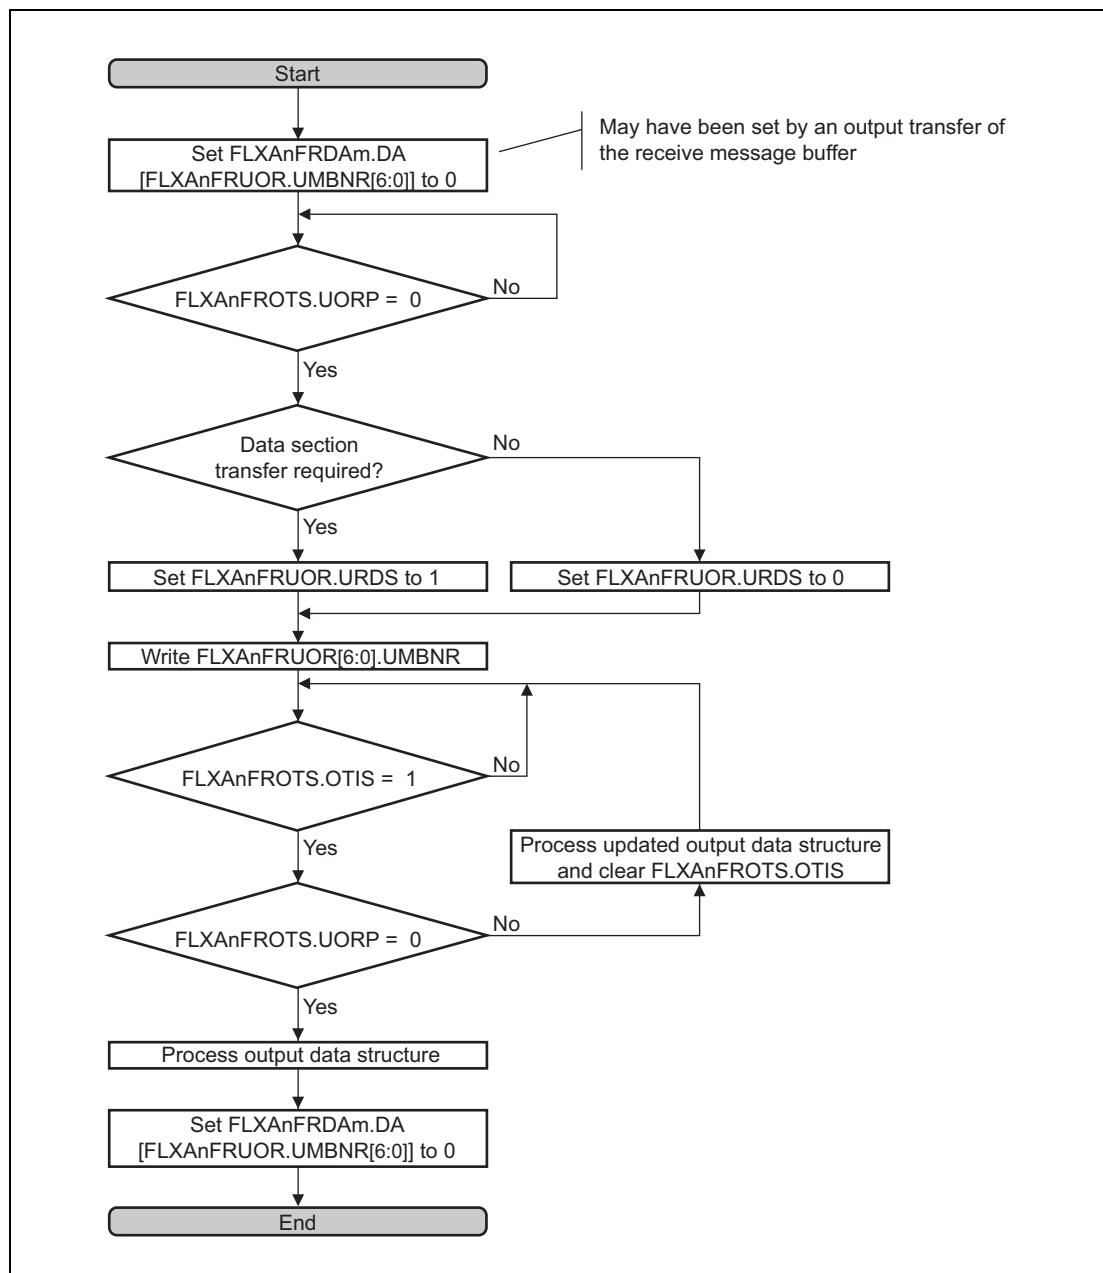 Start
May have been set by an output transfer of
the receive message buffer
Set FLXAnFRDAm.DA
[FLXAnFRUOR.UMBNR[6:0]] to 0
FLXAnFROTS.UORP = 0
No
Yes
Data section
transfer required?
No
Yes
Set FLXAnFRUOR.URDS to 1
Set FLXAnFRUOR.URDS to 0
Write FLXAnFRUOR[6:0].UMBNR
FLXAnFROTS.OTIS = 1
No
Yes
Process updated output data structure
and clear FLXAnFROTS.OTIS
FLXAnFROTS.UORP = 0
No
Yes
Process output data structure
Set FLXAnFRDAm.DA
[FLXAnFRUOR.UMBNR[6:0]] to 0
End